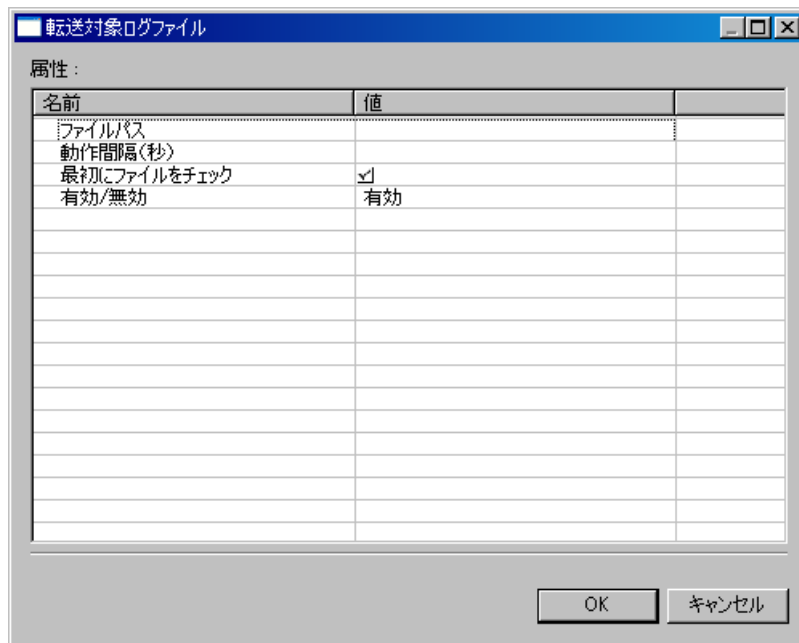 転送対象ログファイル
属性：
名前 値
ファイルパス
動作間隔(秒)
最初にファイルをチェック
有効/無効 有効
OK キャンセル